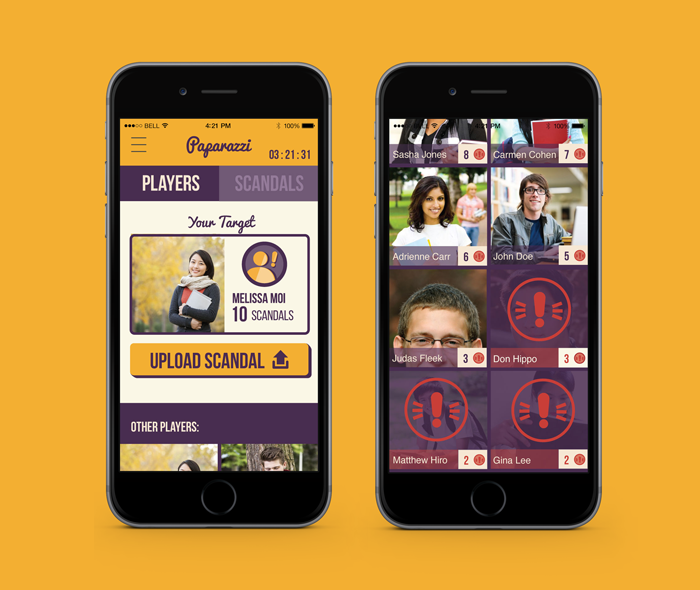 BELL
4:21 PM
100%
Paparazzi
03:21:31
PLAYERS
SCANDALS
Your Target
MELISSA MOI
10 SCANDALS
UPLOAD SCANDAL
OTHER PLAYERS:
4:21 PM
100%
Sasha Jones 8
Carmen Cohen 7
Adrienne Carr 6
John Doe 5
Judas Fleek 3
Don Hippo 3
Matthew Hiro 2
Gina Lee 2